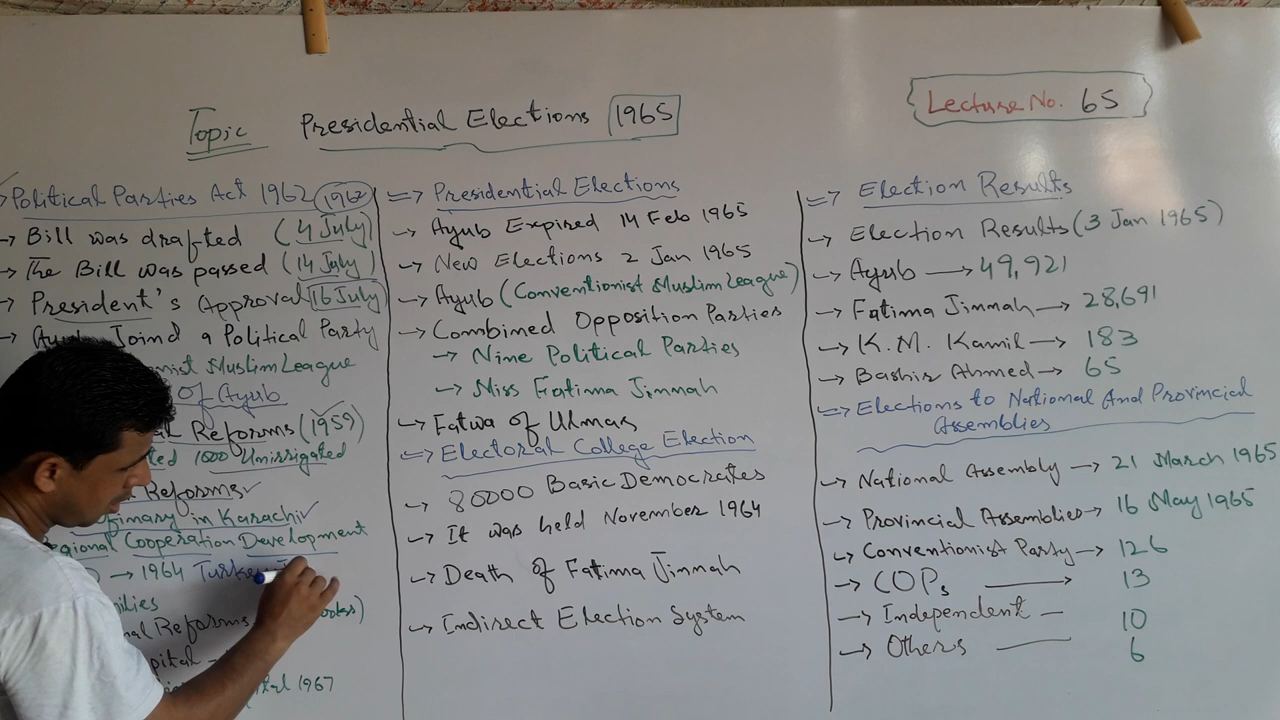 Topic Presidential Elections 1965
Lecture No. 65
Political Parties Act 1962 (1962)
→ Bill was drafted (4 July)
→ The Bill was passed (14 July)
→ President's Approval 16 July
→ Ayub Joind a Political Party
Muslim League
Of Ayub
Reforms (1959)
1000 Unirrigated
Reforms ✓
in Karachi ✓
Cooperation Development
→ 1964 Turkey
Reforms
1967
=> Presidential Elections
→ Ayub Expired 14 Feb 1965
→ New Elections 2 Jan 1965
→ Ayub (Conventionist Muslim League)
→ Combined Opposition Parties
→ Nine Political Parties
→ Miss Fatima Jinnah
→ Fatwa of Ulmas
=> Electoral College Election
→ 80000 Basic Democrates
→ It was held November 1964
→ Death of Fatima Jinnah
→ Indirect Election System
=> Election Results
→ Election Results (3 Jan 1965)
→ Ayub → 49,921
→ Fatima Jinnah → 28,691
→ K.M. Kamil → 183
→ Bashir Ahmed → 65
=> Elections to National And Provincial
Assemblies
→ National Assembly → 21 March 1965
→ Provincial Assemblies → 16 May 1965
→ Conventionist Party → 126
→ COPs → 13
→ Independent — 10
→ Others — 6